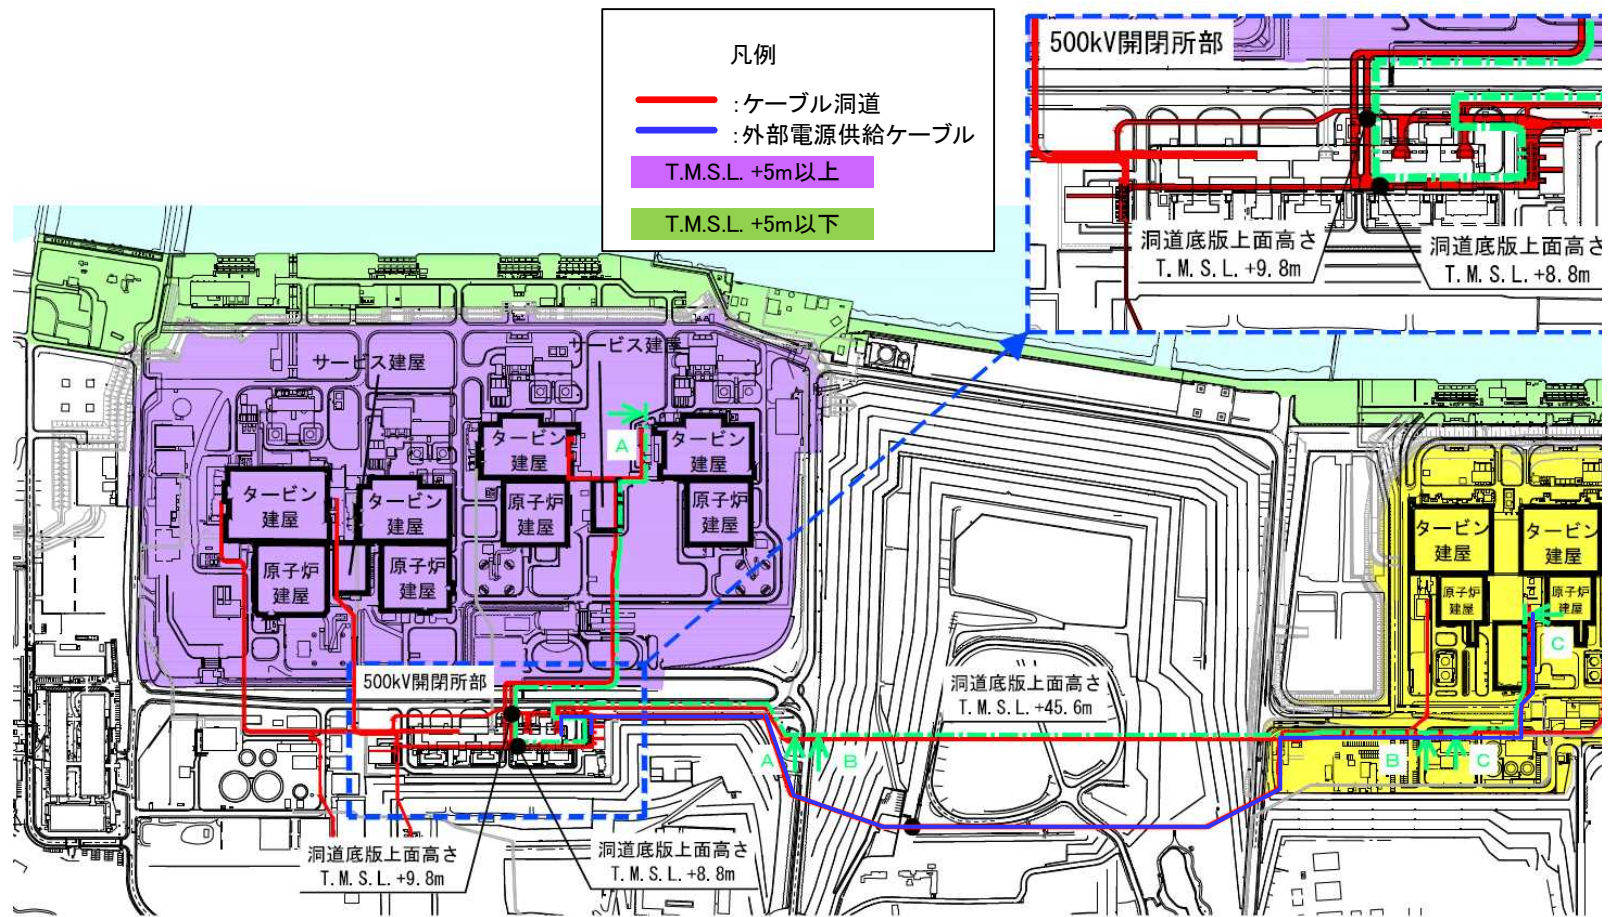 凡例
:ケーブル洞道
:外部電源供給ケーブル
T.M.S.L. +5m以上
T.M.S.L. +5m以下
500kV開閉所部
洞道底版上面高さ
T.M.S.L.+9.8m
洞道底版上面高さ
T.M.S.L.+8.8m
サービス建屋
サービス建屋
A
タービン
建屋
タービン
建屋
タービン
建屋
タービン
建屋
原子炉
建屋
原子炉
建屋
原子炉
建屋
原子炉
建屋
タービン
建屋
タービン
建屋
原子炉
建屋
原子炉
建屋
C
500kV開閉所部
洞道底版上面高さ
T.M.S.L.+45.6m
A
B
B
C
洞道底版上面高さ
T.M.S.L.+9.8m
洞道底版上面高さ
T.M.S.L.+8.8m